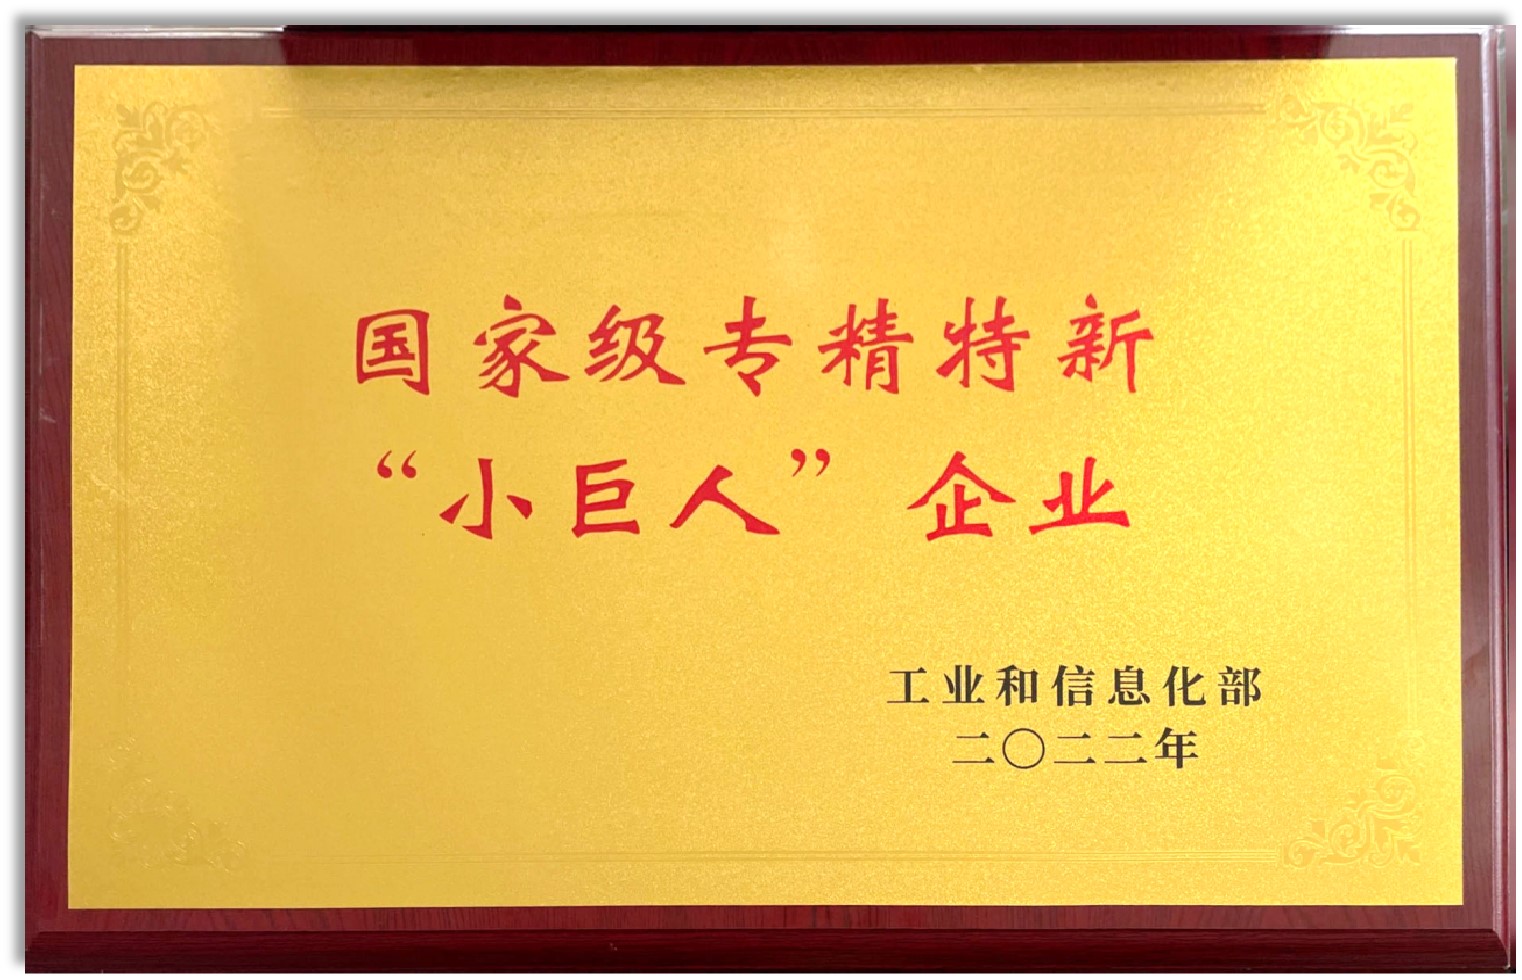 国家级专精特新
“小巨人”企业
工业和信息化部
二〇二二年